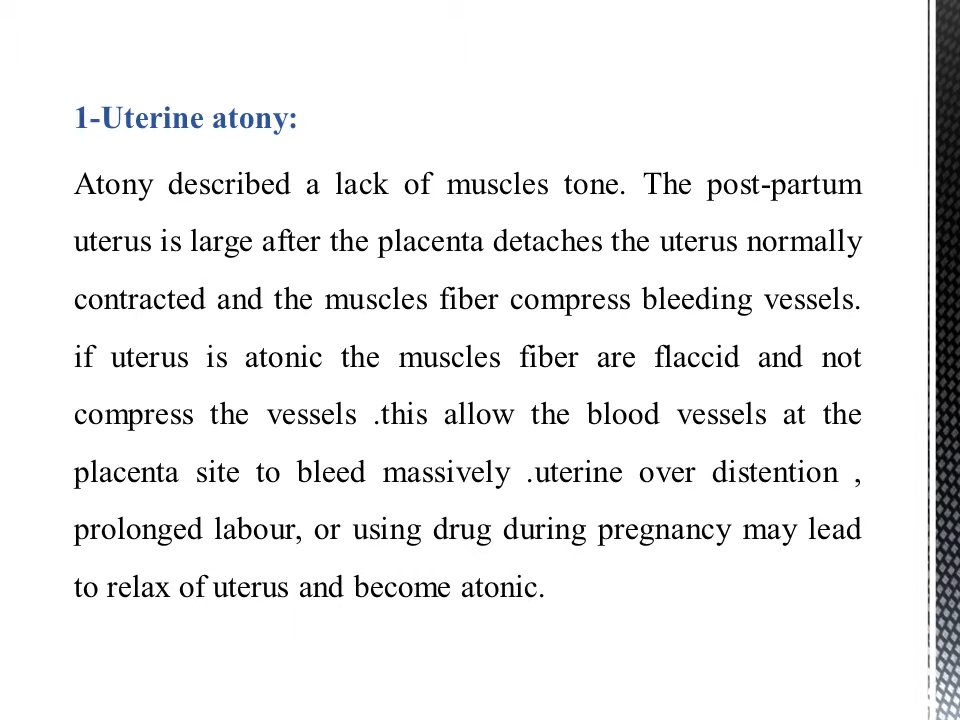 1-Uterine atony:
Atony described a lack of muscles tone. The post-partum
uterus is large after the placenta detaches the uterus normally
contracted and the muscles fiber compress bleeding vessels.
if uterus is atonic the muscles fiber are flaccid and not
compress the vessels .this allow the blood vessels at the
placenta site to bleed massively .uterine over distention ,
prolonged labour, or using drug during pregnancy may lead
to relax of uterus and become atonic.